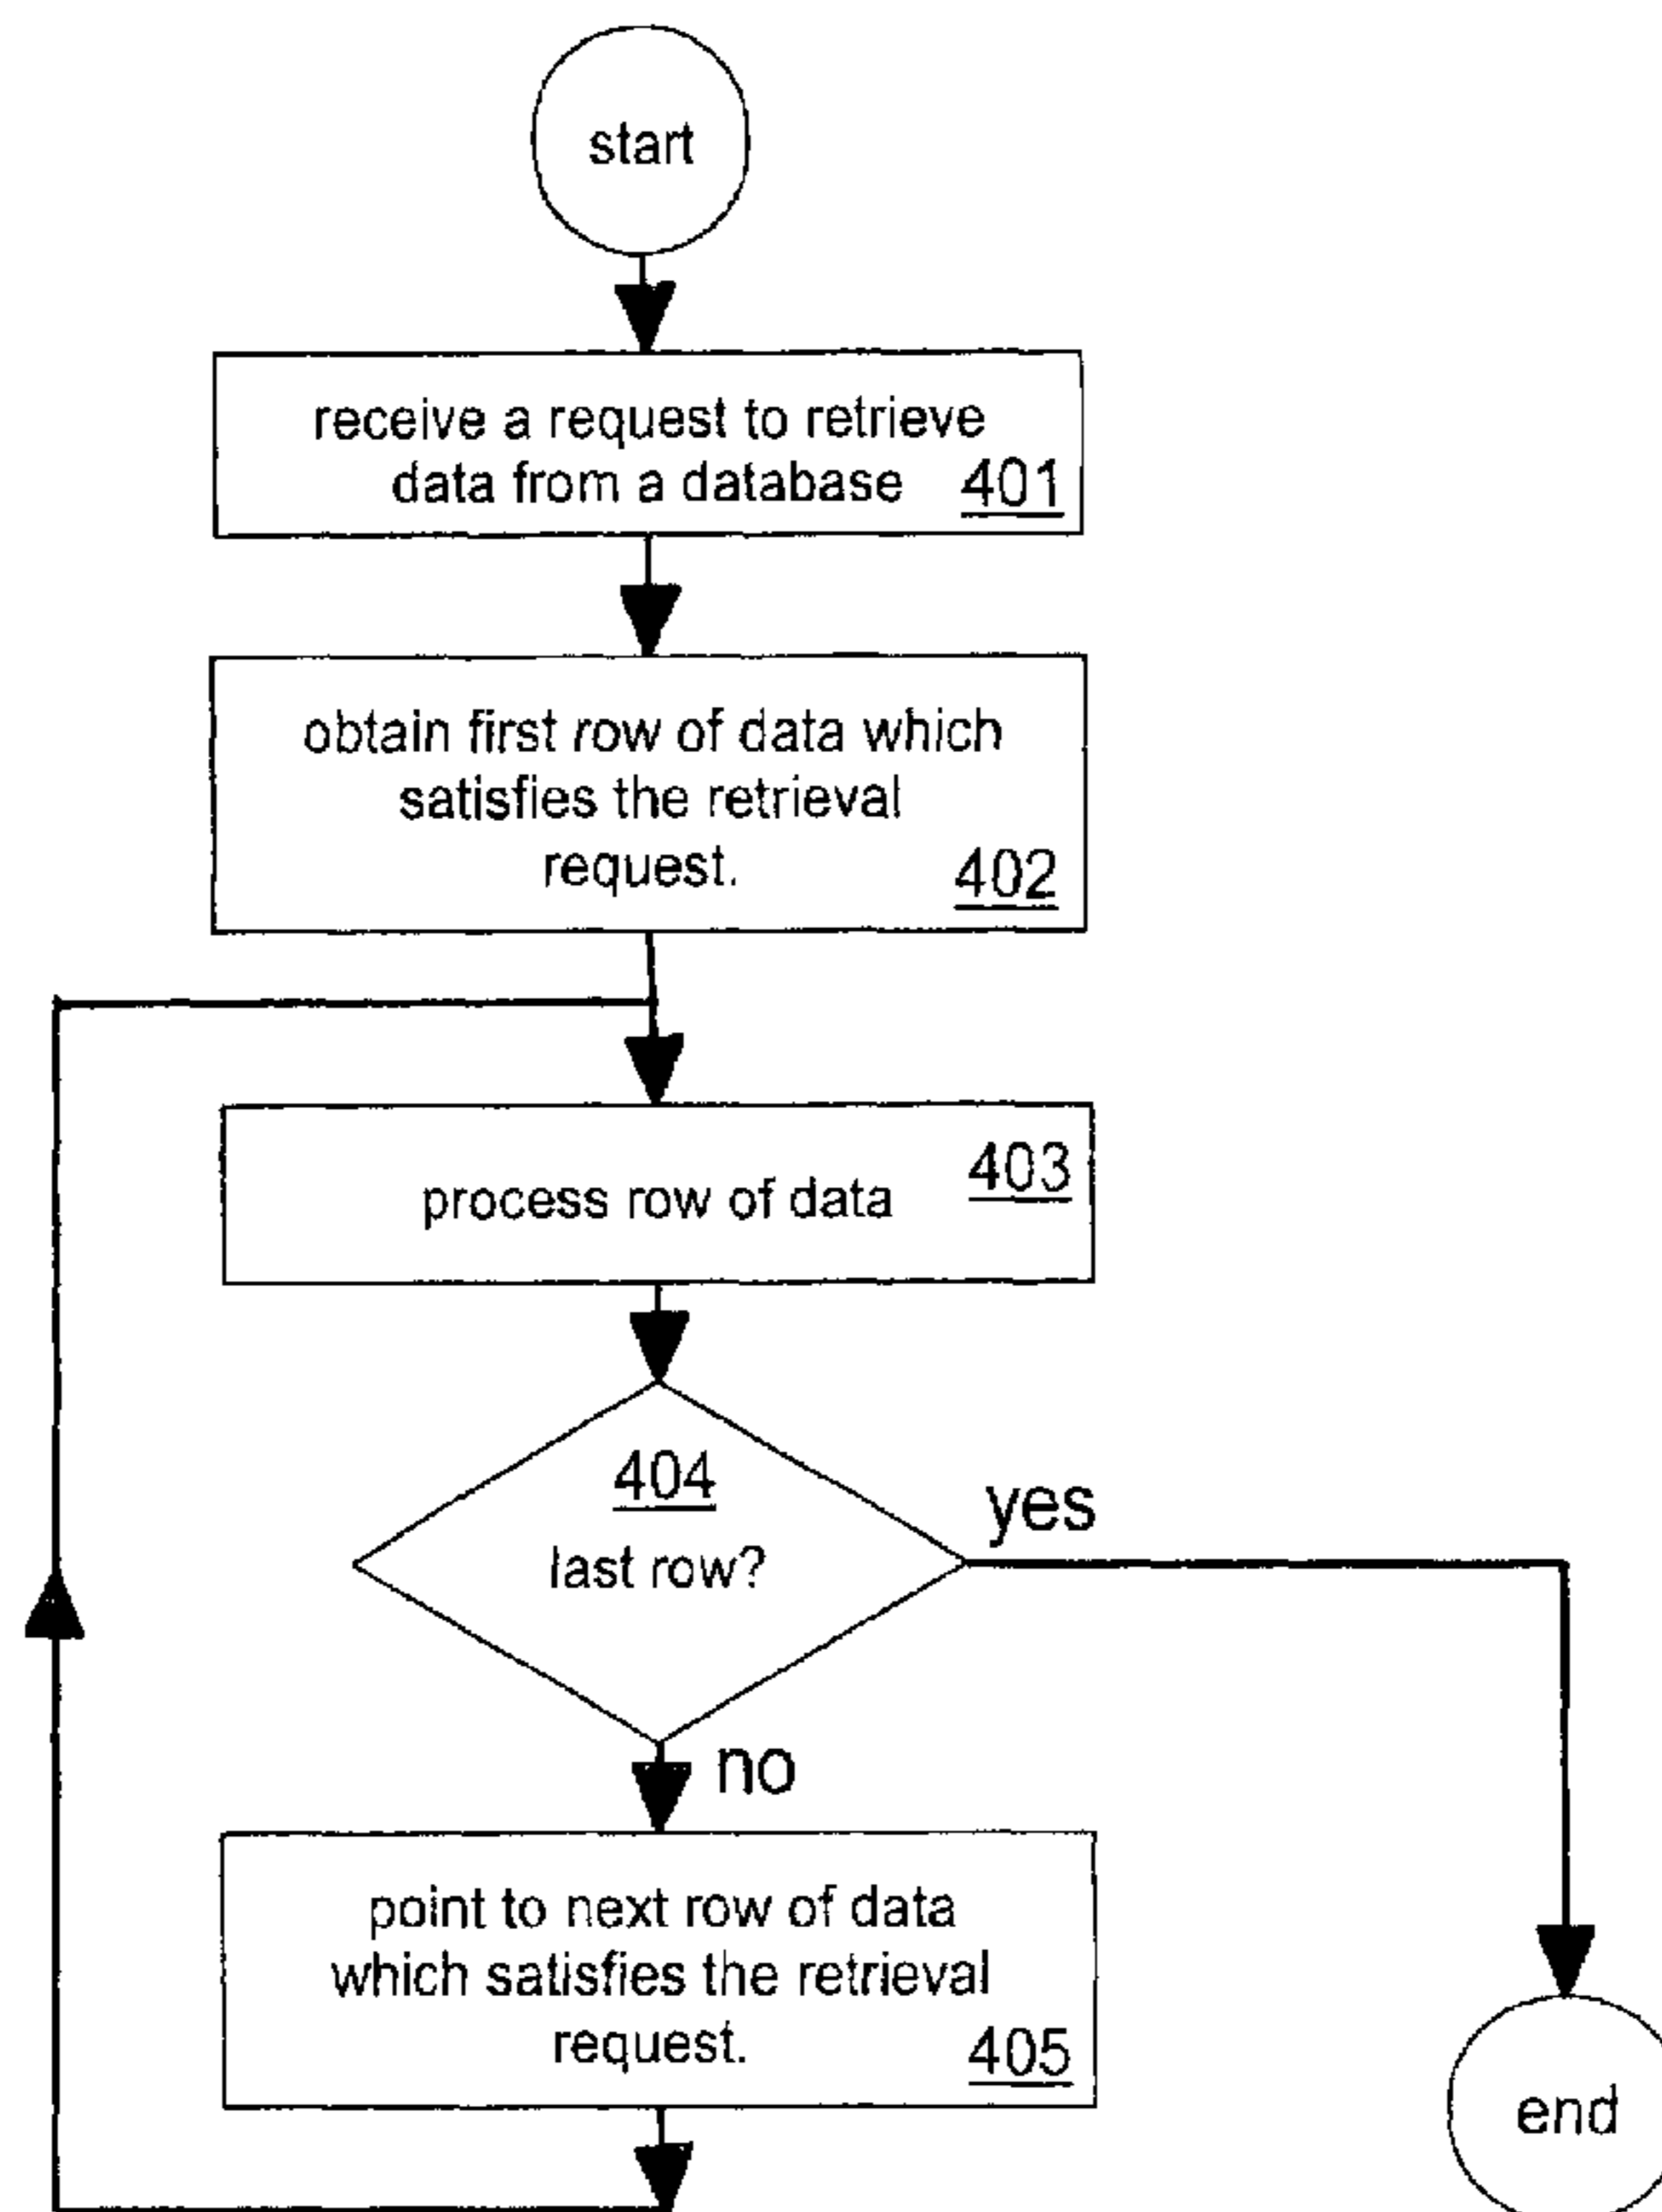 start
receive a request to retrieve
data from a database 401
obtain first row of data which
satisfies the retrieval
request. 402
403
process row of data
404
last row?
yes
no
point to next row of data
which satisfies the retrieval
request. 405
end